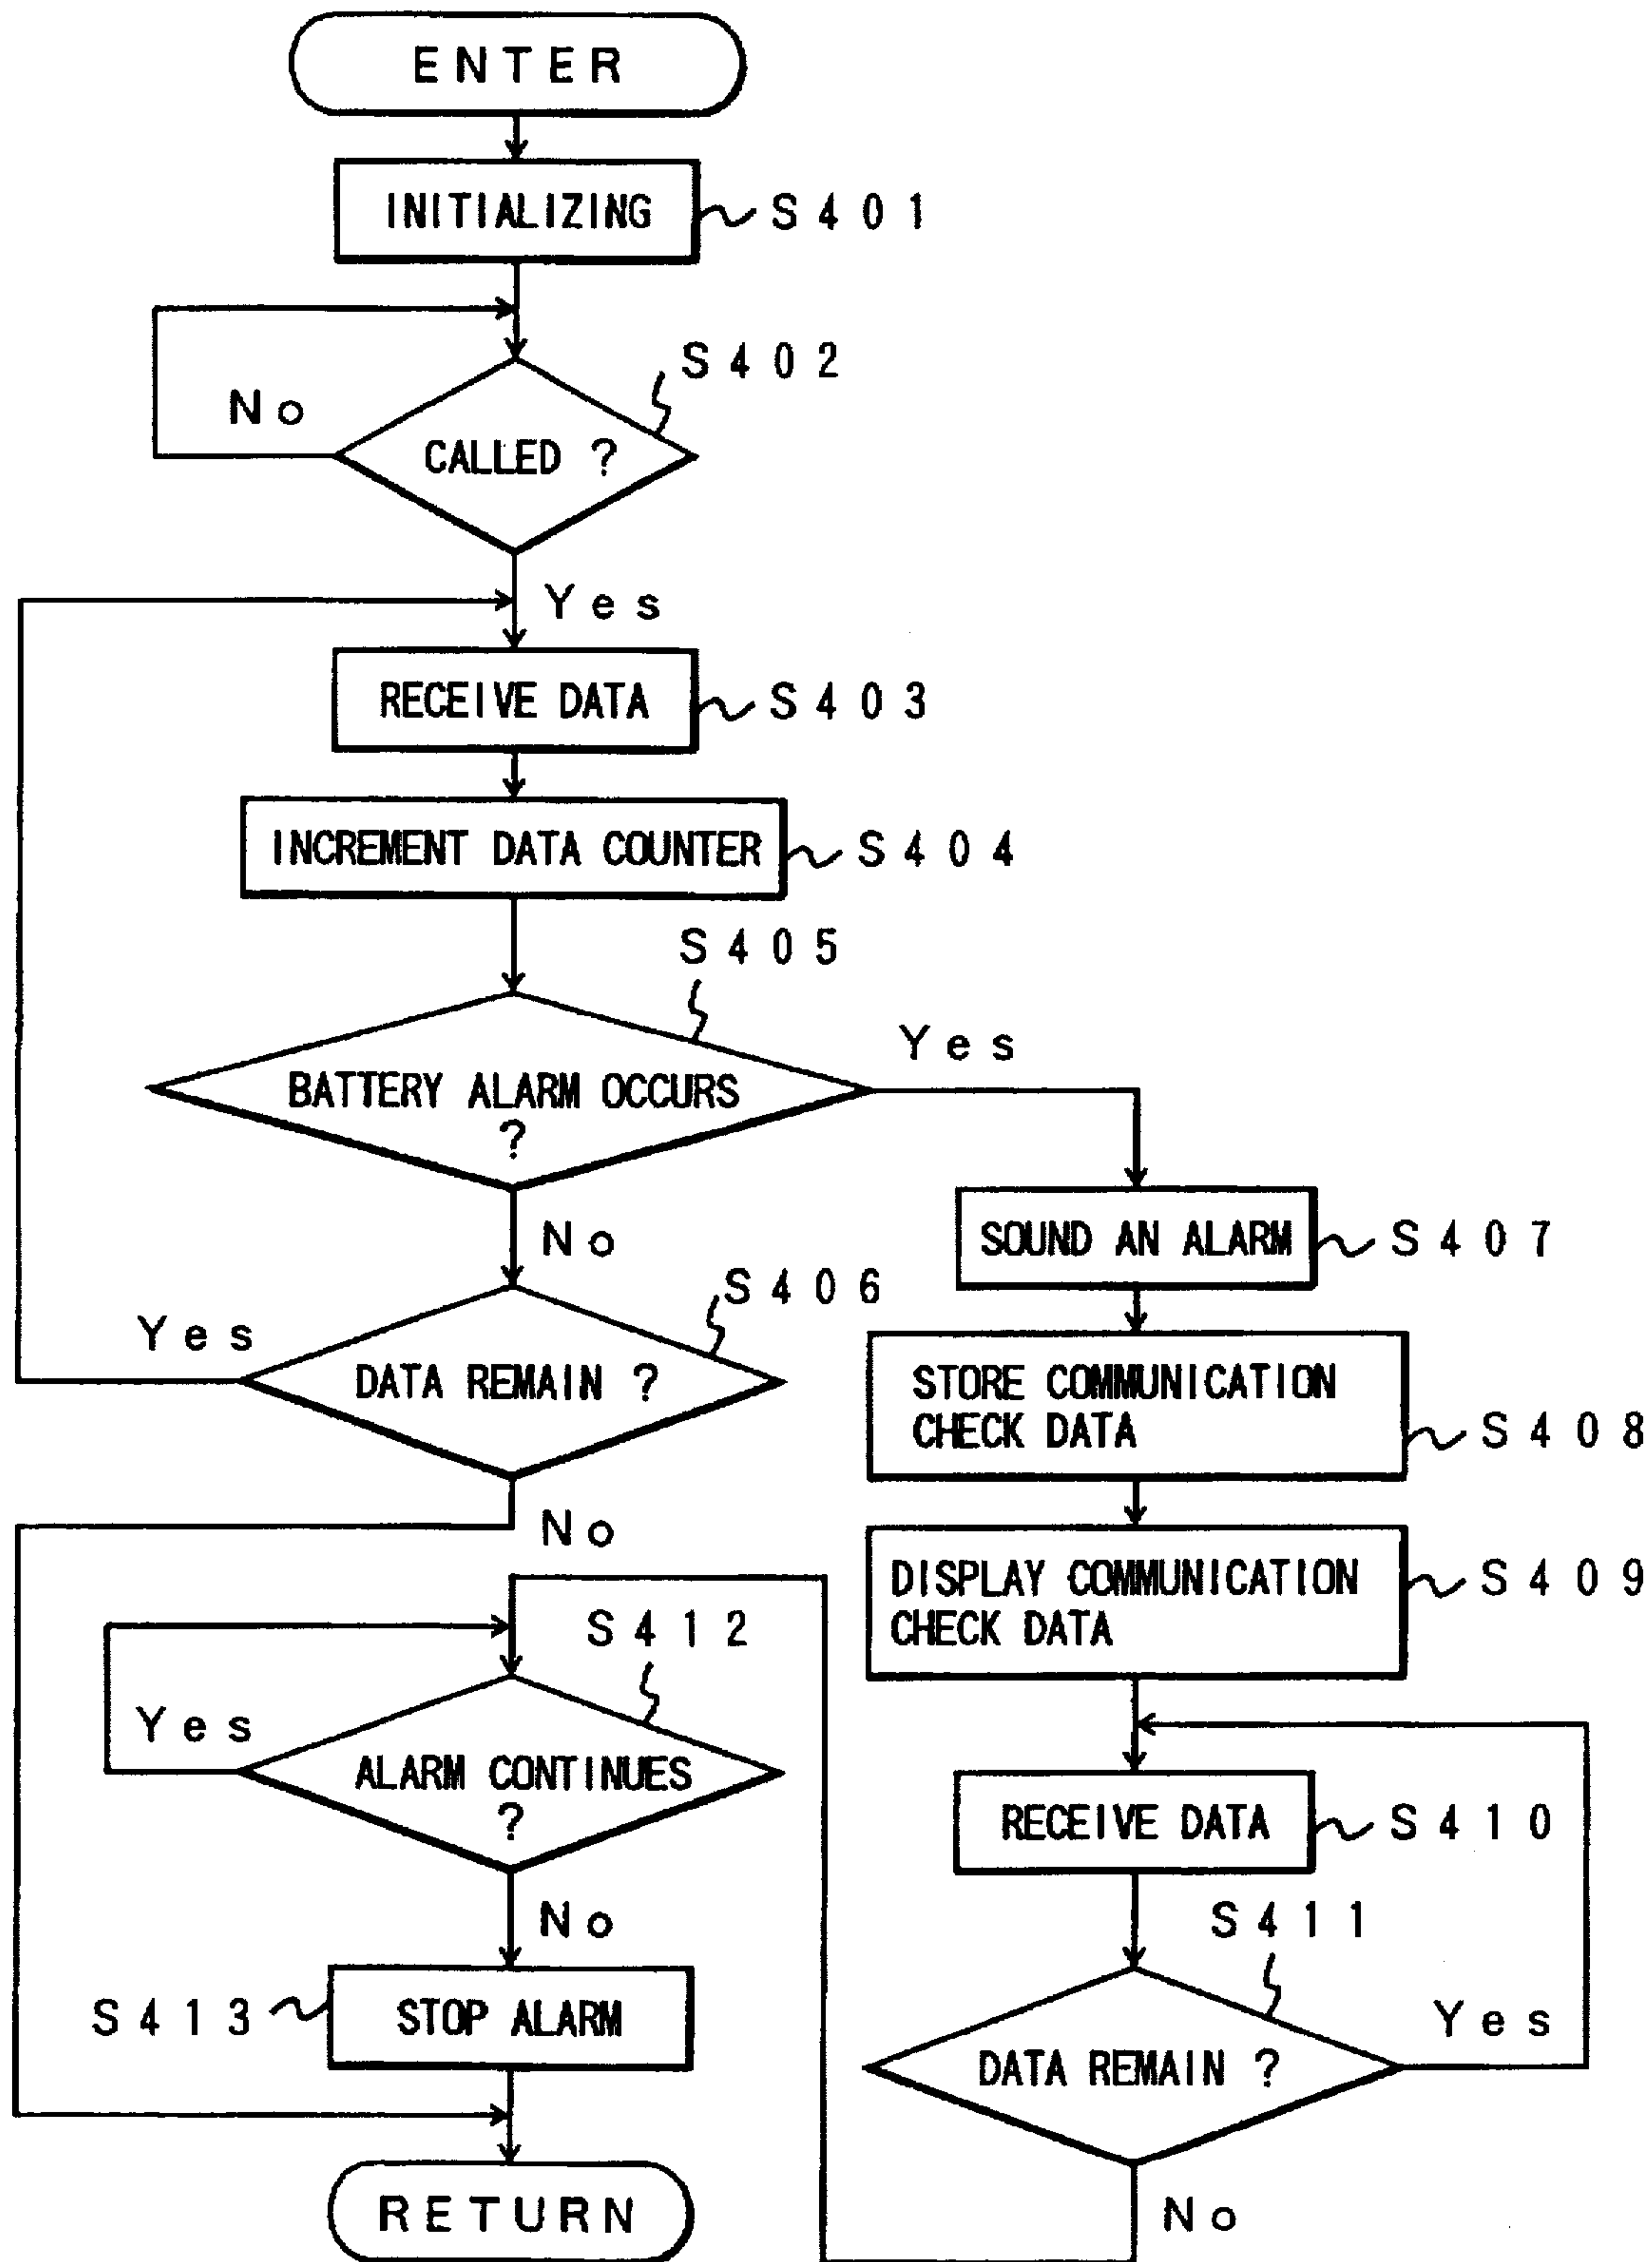 ENTER
INITIALIZING
S401
S402
No
CALLED ?
Yes
RECEIVE DATA
S403
INCREMENT DATA COUNTER
S404
S405
Yes
BATTERY ALARM OCCURS
?
No
SOUND AN ALARM
S407
S406
Yes
DATA REMAIN ?
STORE COMMUNICATION
CHECK DATA
S408
No
DISPLAY COMMUNICATION
CHECK DATA
S409
S412
Yes
ALARM CONTINUES
?
RECEIVE DATA
S410
No
S411
S413
STOP ALARM
Yes
DATA REMAIN ?
RETURN
No